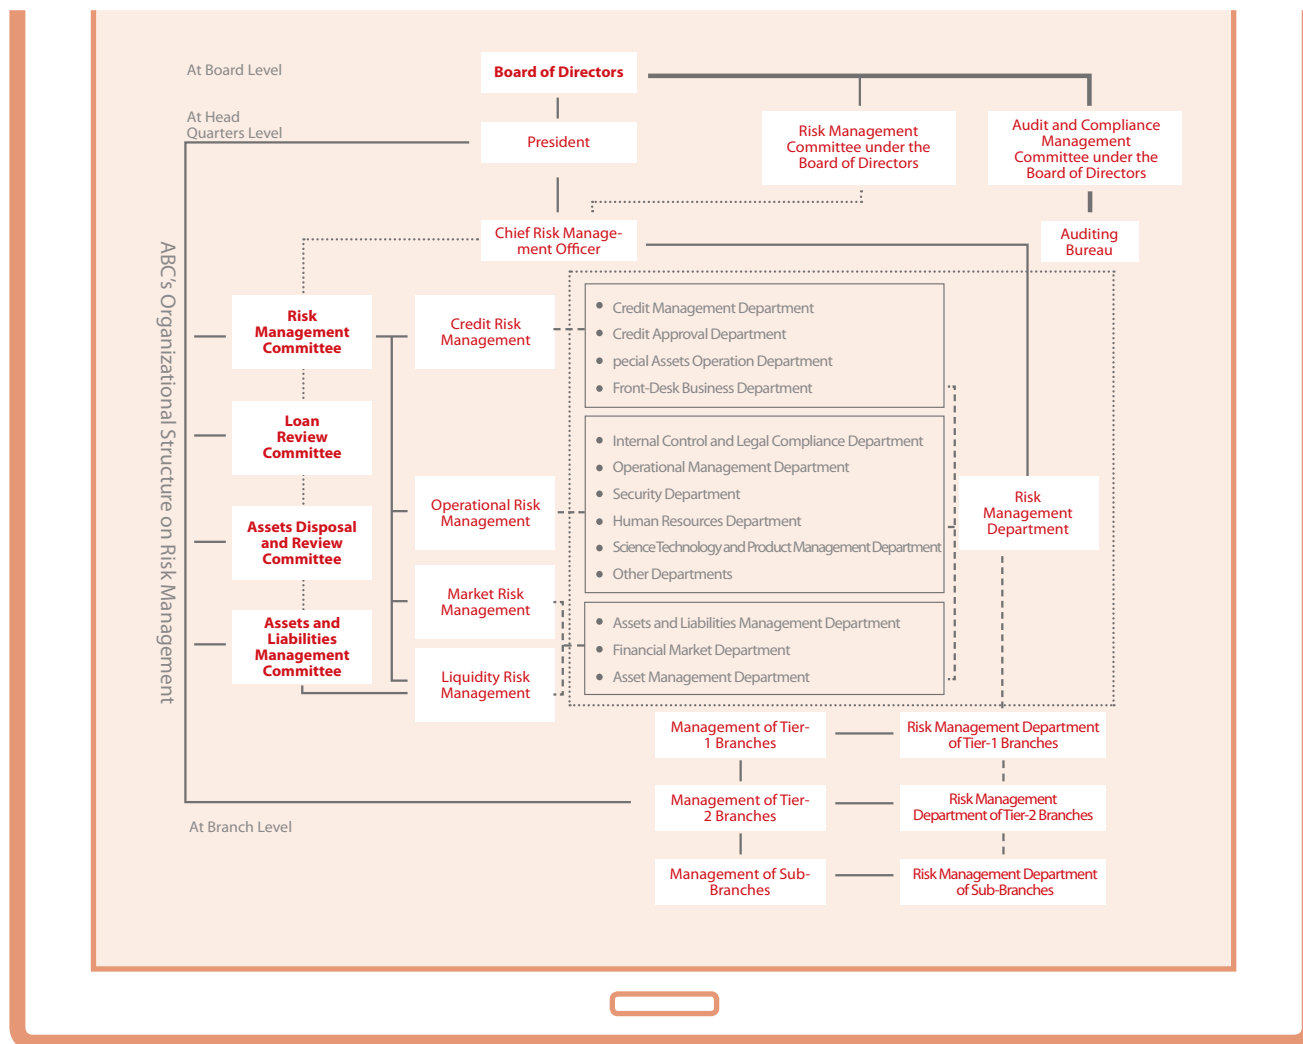 At Board Level
Board of Directors
At Head
Quarters Level
President
Risk Management
Committee under the
Board of Directors
Audit and Compliance
Management
Committee under the
Board of Directors
Chief Risk Manage-
ment Officer
Auditing
Bureau
ABC's Organizational Structure on Risk Management
Risk
Management
Committee
Credit Risk
Management
Credit Management Department
Credit Approval Department
pecial Assets Operation Department
Front-Desk Business Department
Loan
Review
Committee
Internal Control and Legal Compliance Department
Operational Management Department
Security Department
Human Resources Department
Science Technology and Product Management Department
Other Departments
Operational Risk
Management
Risk
Management
Department
Assets Disposal
and Review
Committee
Market Risk
Management
Assets and
Liabilities
Management
Committee
Liquidity Risk
Management
Assets and Liabilities Management Department
Financial Market Department
Asset Management Department
Management of Tier-
1 Branches
Risk Management Department
of Tier-1 Branches
Management of Tier-
2 Branches
Risk Management
Department of Tier-2 Branches
At Branch Level
Management of Sub-
Branches
Risk Management Department
of Sub-Branches